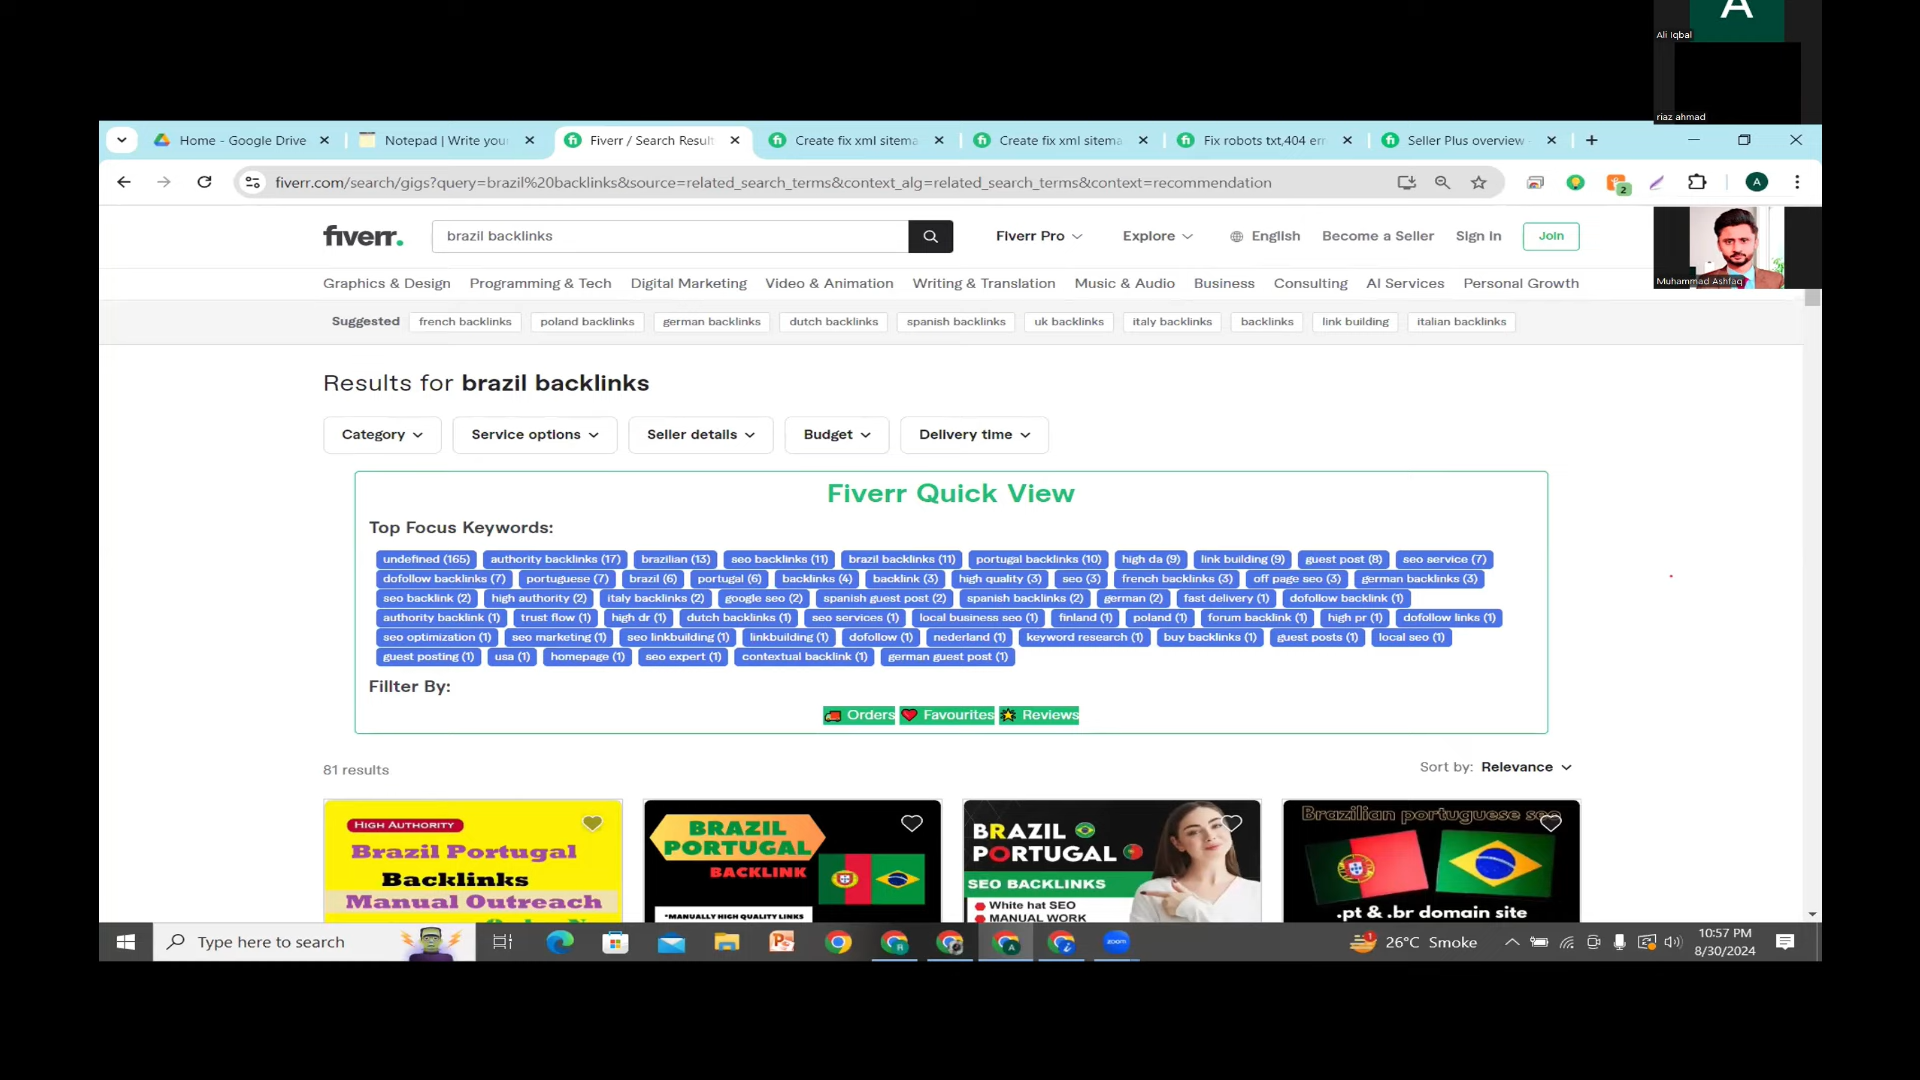 A
Ali Iqbal
riaz ahmad
Home - Google Drive
Notepad | Write your
Fiverr / Search Result
Create fix xml sitema
Create fix xml sitema
Fix robots txt,404 err
Seller Plus overview
fiverr.com/search/gigs?query=brazil%20backlinks&source=related_search_terms&context_alg=related_search_terms&context=recommendation
2
A
fiverr.
brazil backlinks
Fiverr Pro
Explore
English
Become a Seller
Sign In
Join
Muhammad Ashfaq
Graphics & Design
Programming & Tech
Digital Marketing
Video & Animation
Writing & Translation
Music & Audio
Business
Consulting
AI Services
Personal Growth
Suggested
french backlinks
poland backlinks
german backlinks
dutch backlinks
spanish backlinks
uk backlinks
italy backlinks
backlinks
link building
italian backlinks
Results for brazil backlinks
Category
Service options
Seller details
Budget
Delivery time
Fiverr Quick View
Top Focus Keywords:
undefined (165) authority backlinks (17) brazilian (13) seo backlinks (11) brazil backlinks (11) portugal backlinks (10) high da (9) link building (9) guest post (8) seo service (7)
dofollow backlinks (7) portuguese (7) brazil (6) portugal (6) backlinks (4) backlink (3) high quality (3) seo (3) french backlinks (3) off page seo (3) german backlinks (3)
seo backlink (2) high authority (2) italy backlinks (2) google seo (2) spanish guest post (2) spanish backlinks (2) german (2) fast delivery (1) dofollow backlink (1)
authority backlink (1) trust flow (1) high dr (1) dutch backlinks (1) seo services (1) local business seo (1) finland (1) poland (1) forum backlink (1) high pr (1) dofollow links (1)
seo optimization (1) seo marketing (1) seo linkbuilding (1) linkbuilding (1) dofollow (1) nederland (1) keyword research (1) buy backlinks (1) guest posts (1) local seo (1)
guest posting (1) usa (1) homepage (1) seo expert (1) contextual backlink (1) german guest post (1)
Fillter By:
Orders Favourites Reviews
81 results
Sort by: Relevance
HIGH AUTHORITY
Brazil Portugal
Backlinks
Manual Outreach
BRAZIL
PORTUGAL
BACKLINK
*MANUALLY HIGH QUALITY LINKS
BRAZIL
PORTUGAL
SEO BACKLINKS
White hat SEO
MANUAL WORK
Brazilian portuguese seo
.pt & .br domain site
Type here to search
zoom
26°C Smoke
10:57 PM
8/30/2024